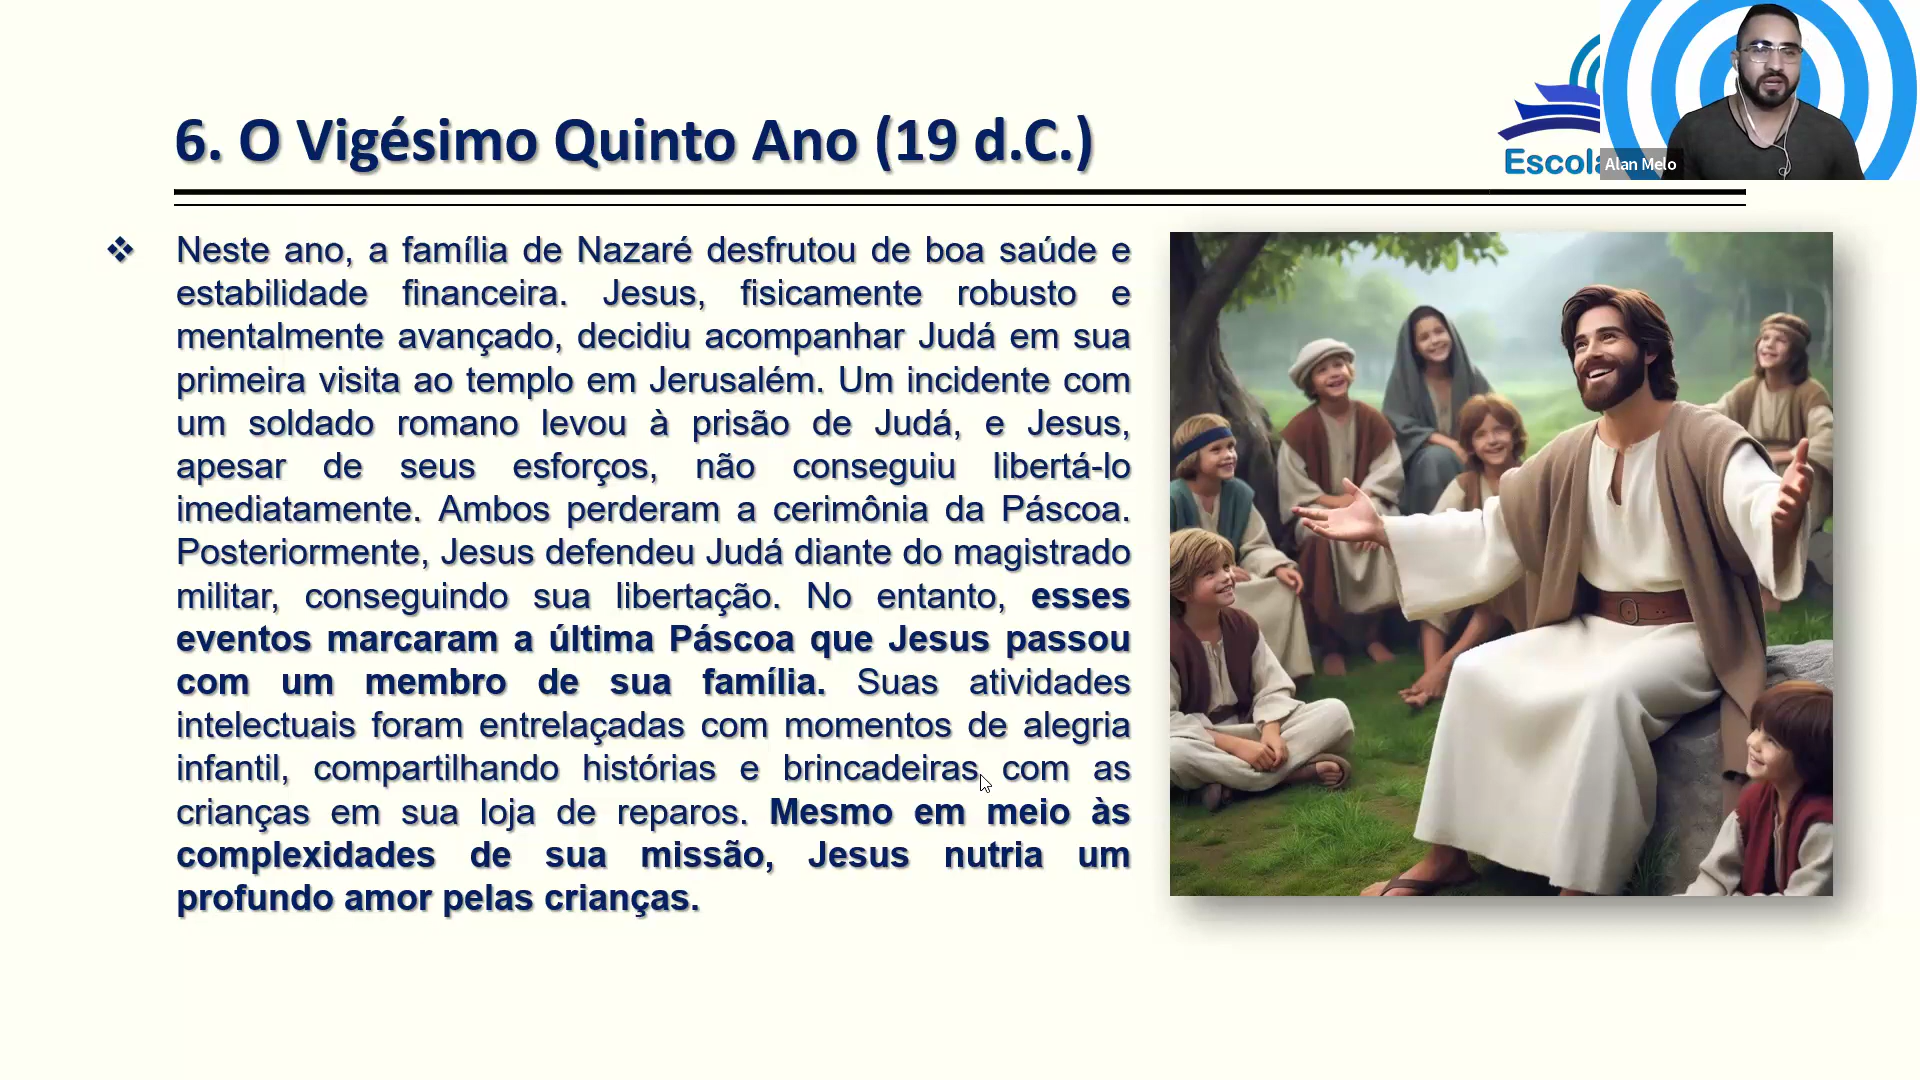 6. O Vigésimo Quinto Ano (19 d.C.)
Escola
Alan Melo
❖ Neste ano, a família de Nazaré desfrutou de boa saúde e
estabilidade financeira. Jesus, fisicamente robusto e
mentalmente avançado, decidiu acompanhar Judá em sua
primeira visita ao templo em Jerusalém. Um incidente com
um soldado romano levou à prisão de Judá, e Jesus,
apesar de seus esforços, não conseguiu libertá-lo
imediatamente. Ambos perderam a cerimônia da Páscoa.
Posteriormente, Jesus defendeu Judá diante do magistrado
militar, conseguindo sua libertação. No entanto, esses
eventos marcaram a última Páscoa que Jesus passou
com um membro de sua família. Suas atividades
intelectuais foram entrelaçadas com momentos de alegria
infantil, compartilhando histórias e brincadeiras com as
crianças em sua loja de reparos. Mesmo em meio às
complexidades de sua missão, Jesus nutria um
profundo amor pelas crianças.